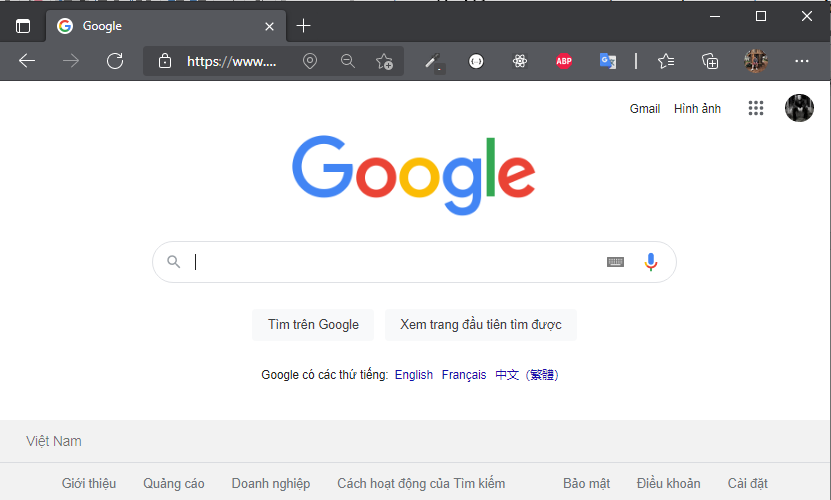 Google
https://www....
ABP
Gmail Hình ảnh
Google
Tìm trên Google Xem trang đầu tiên tìm được
Google có các thứ tiếng: English Français 中文（繁體）
Việt Nam
Giới thiệu Quảng cáo Doanh nghiệp Cách hoạt động của Tìm kiếm Bảo mật Điều khoản Cài đặt